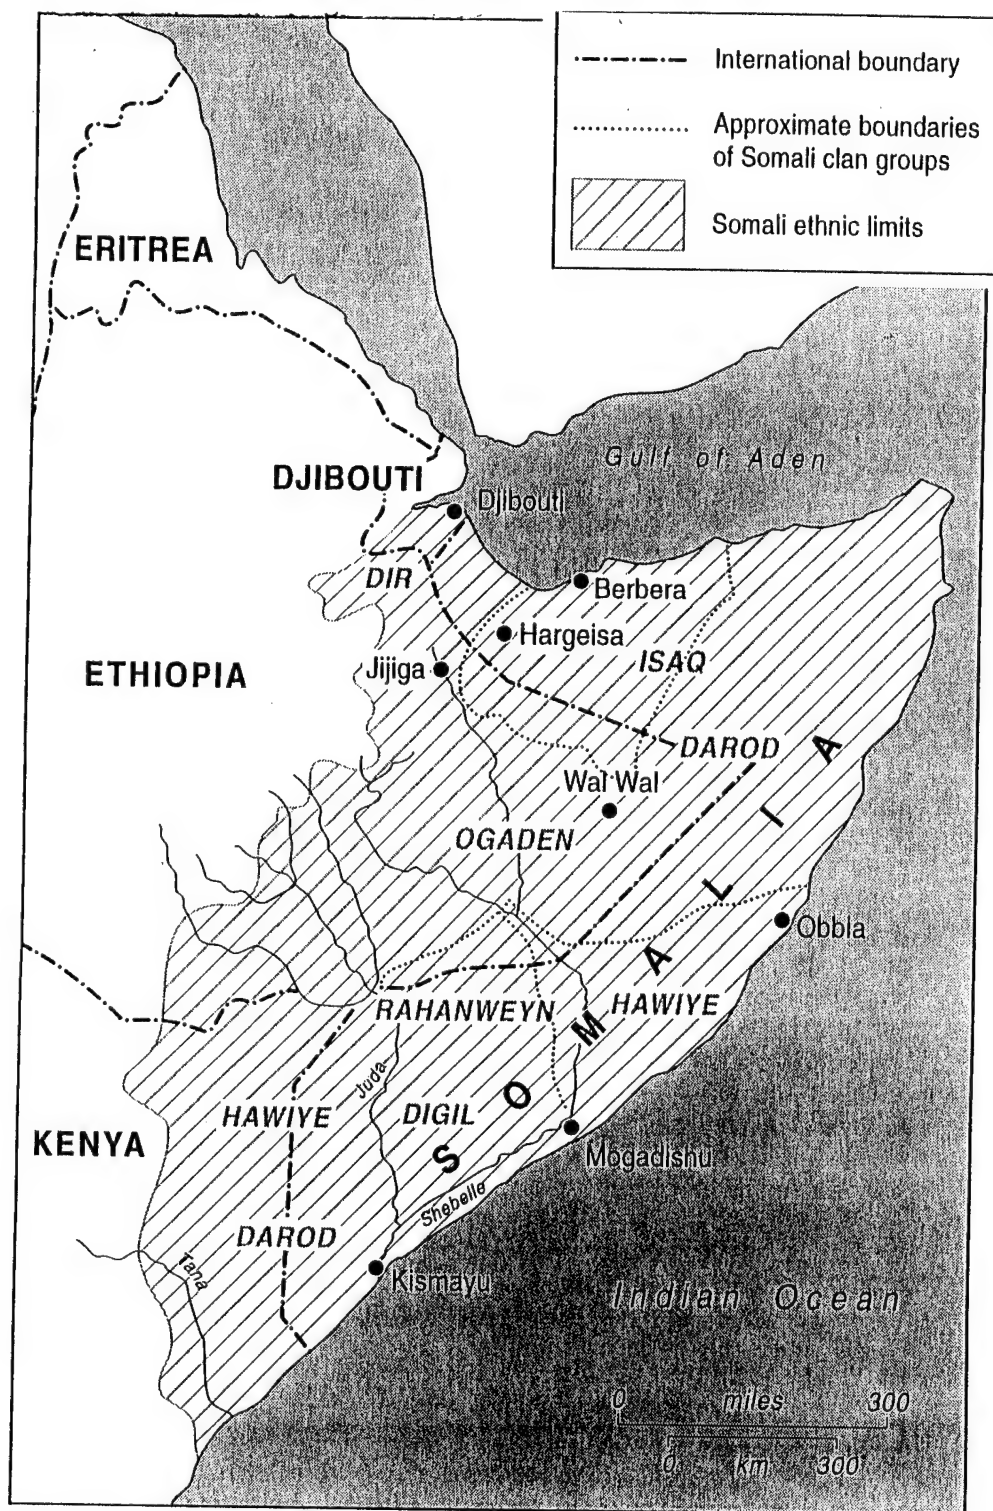 International boundary
Approximate boundaries
of Somali clan groups
Somali ethnic limits
ERITREA
Gulf of Aden
DJIBOUTI
Djibouti
DIR
Berbera
Hargeisa
ISAQ
Jijiga
ETHIOPIA
DAROD
Wal Wal
OGADEN
Obbla
RAHANWEYN
HAWIYE
SOMALIA
Juda
HAWIYE
DIGIL
KENYA
Mogadishu
Shebelle
DAROD
Tana
Kismayu
Indian Ocean
0 miles 300
0 km 300